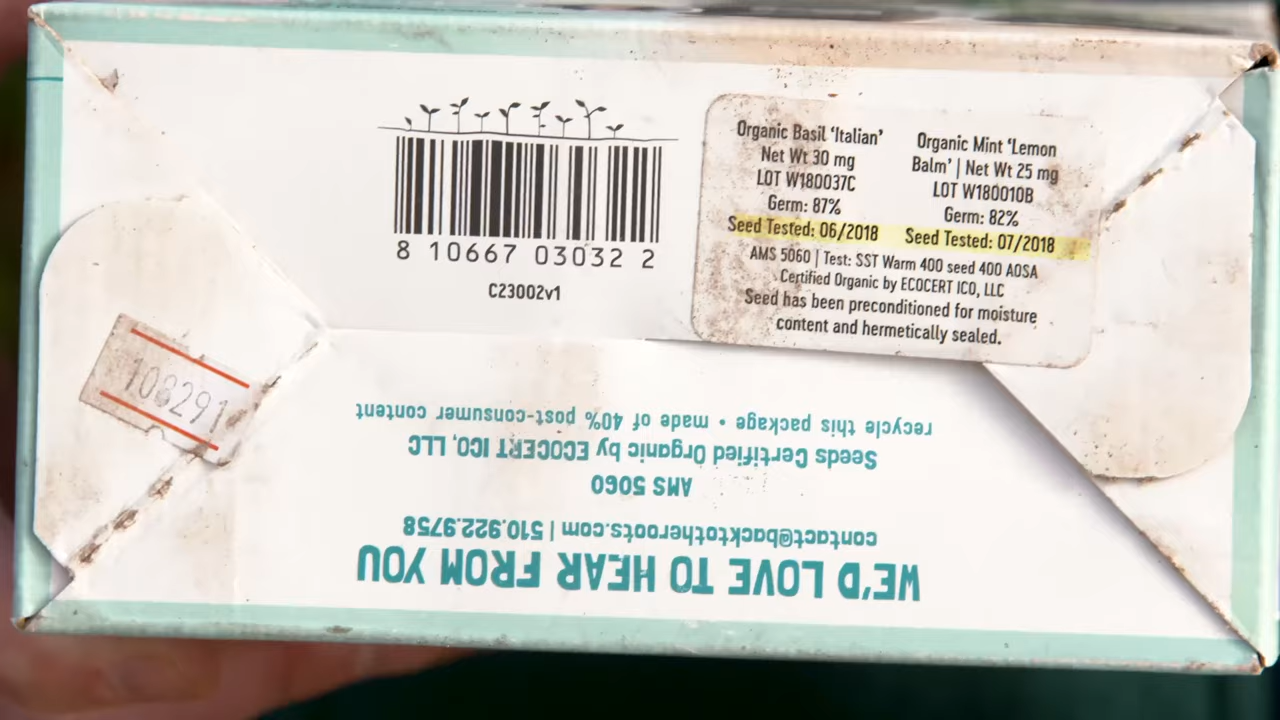 8 10667 03032 2
C23002v1
Organic Basil 'Italian'
Net Wt 30 mg
LOT W180037C
Germ: 87%
Seed Tested: 06/2018
Organic Mint 'Lemon
Balm' | Net Wt 25 mg
LOT W180010B
Germ: 82%
Seed Tested: 07/2018
AMS 5060 | Test: SST Warm 400 seed 400 AOSA
Certified Organic by ECOCERT ICO, LLC
Seed has been preconditioned for moisture
content and hermetically sealed.
108291
WE'D LOVE TO HEAR FROM YOU
contact@backtotheroots.com | 510.922.9758
AMS 5060
Seeds Certified Organic by ECOCERT ICO, LLC
recycle this package • made of 40% post-consumer content